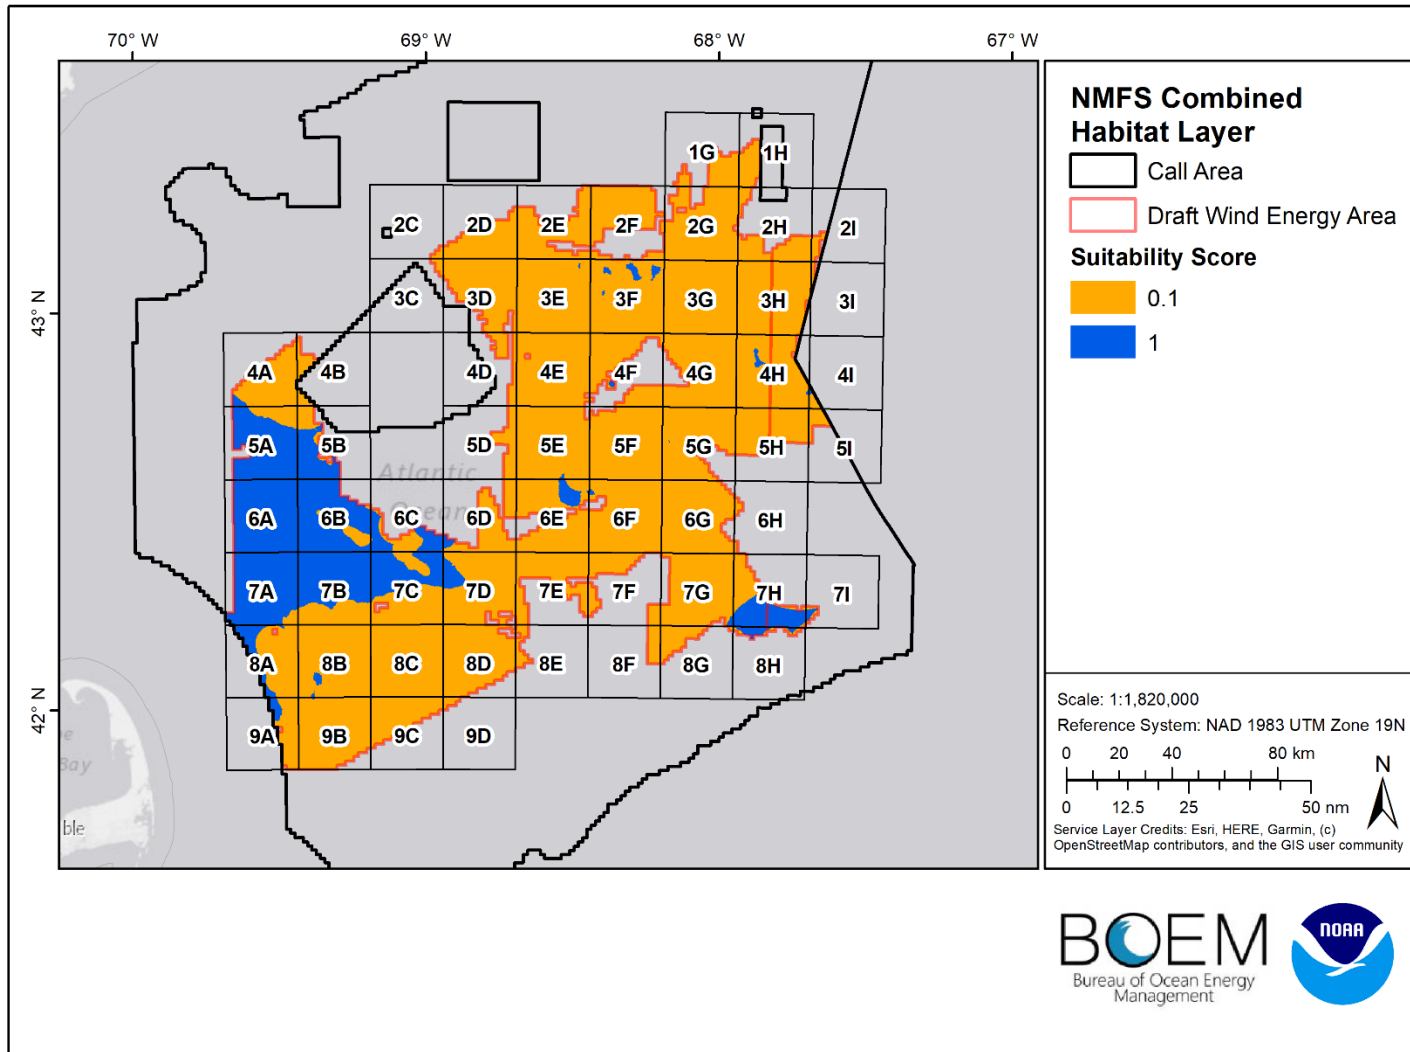 70° W 69° W 68° W 67° W
43° N
42° N
1G 1H
2C 2D 2E 2F 2G 2H 2I
3C 3D 3E 3F 3G 3H 3I
4A 4B 4D 4E 4F 4G 4H 4I
5A 5B 5D 5E 5F 5G 5H 5I
Atlantic
Ocean
6A 6B 6C 6D 6E 6F 6G 6H
7A 7B 7C 7D 7E 7F 7G 7H 7I
8A 8B 8C 8D 8E 8F 8G 8H
9A 9B 9C 9D
Bay
ble
NMFS Combined
Habitat Layer
Call Area
Draft Wind Energy Area
Suitability Score
0.1
1
Scale: 1:1,820,000
Reference System: NAD 1983 UTM Zone 19N
0 20 40 80 km
0 12.5 25 50 nm
N
Service Layer Credits: Esri, HERE, Garmin, (c)
OpenStreetMap contributors, and the GIS user community
BOEM
Bureau of Ocean Energy
Management
NOAA